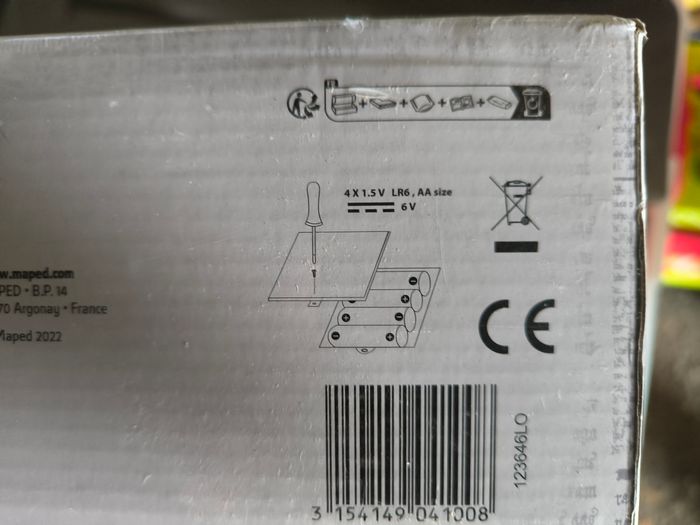 FR
4 X 1.5 V LR6 , AA size
6 V
w.maped.com
PED • B.P. 14
70 Argonay • France
Maped 2022
CE
123646LO
3 154149 041008